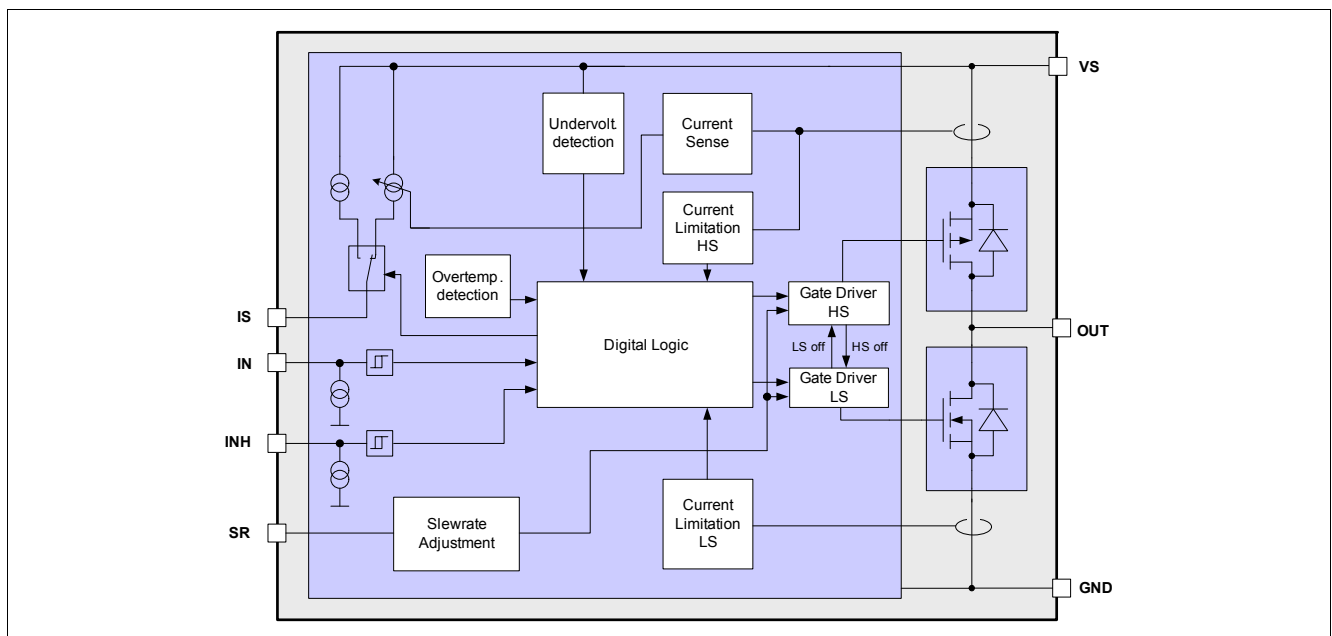 VS
Undervolt.
detection
Current
Sense
Current
Limitation
HS
Overtemp.
detection
IS
IN
INH
SR
Digital Logic
Gate Driver
HS
LS off
HS off
Gate Driver
LS
OUT
Slewrate
Adjustment
Current
Limitation
LS
GND